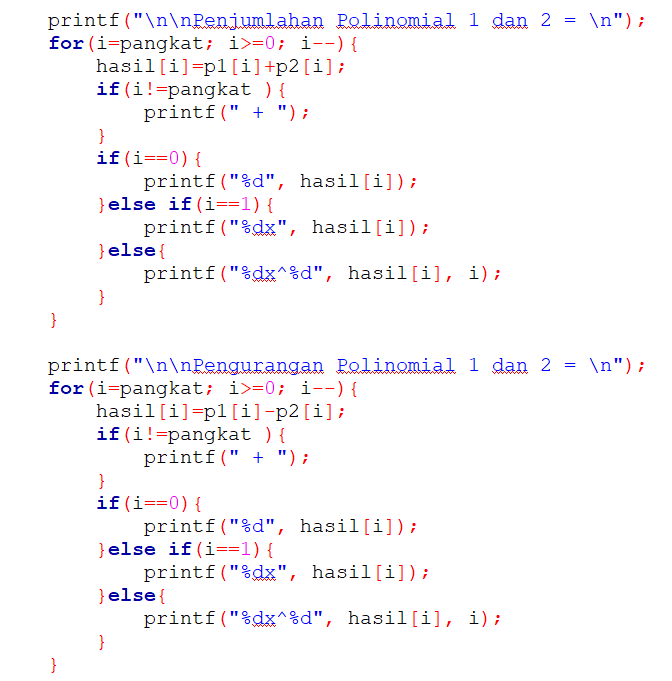 printf("\n\nPenjumlahan Polinomial 1 dan 2 = \n");
for(i=pangkat; i>=0; i--){
hasil[i]=p1[i]+p2[i];
if(i!=pangkat ){
printf(" + ");
}
if(i==0){
printf("%d", hasil[i]);
}else if(i==1){
printf("%dx", hasil[i]);
}else{
printf("%dx^%d", hasil[i], i);
}
}
printf("\n\nPengurangan Polinomial 1 dan 2 = \n");
for(i=pangkat; i>=0; i--){
hasil[i]=p1[i]-p2[i];
if(i!=pangkat ){
printf(" + ");
}
if(i==0){
printf("%d", hasil[i]);
}else if(i==1){
printf("%dx", hasil[i]);
}else{
printf("%dx^%d", hasil[i], i);
}
}